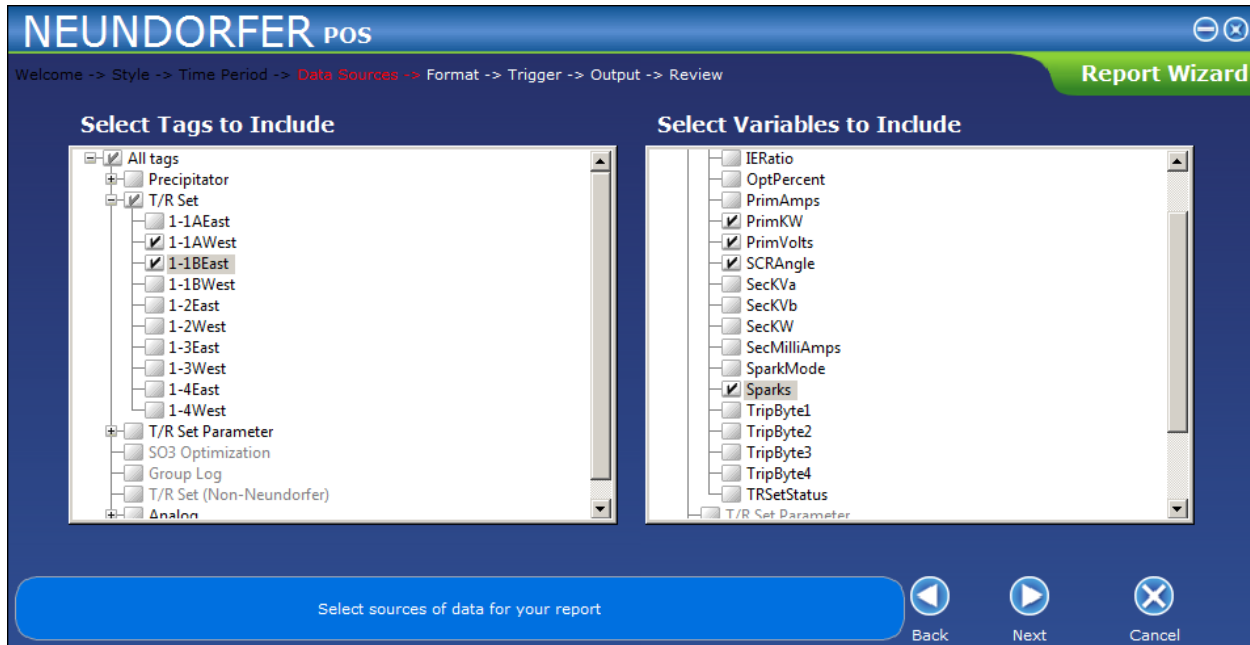 NEUNDORFER POS
Welcome -> Style -> Time Period -> Data Sources -> Format -> Trigger -> Output -> Review
Report Wizard
Select Tags to Include
All tags
Precipitator
T/R Set
1-1AEast
1-1AWest
1-1BEast
1-1BWest
1-2East
1-2West
1-3East
1-3West
1-4East
1-4West
T/R Set Parameter
SO3 Optimization
Group Log
T/R Set (Non-Neundorfer)
Analog
Select Variables to Include
IERatio
OptPercent
PrimAmps
PrimKW
PrimVolts
SCRAngle
SecKVa
SecKVb
SecKW
SecMilliAmps
SparkMode
Sparks
TripByte1
TripByte2
TripByte3
TripByte4
TRSetStatus
T/R Set Parameter
Select sources of data for your report
Back
Next
Cancel